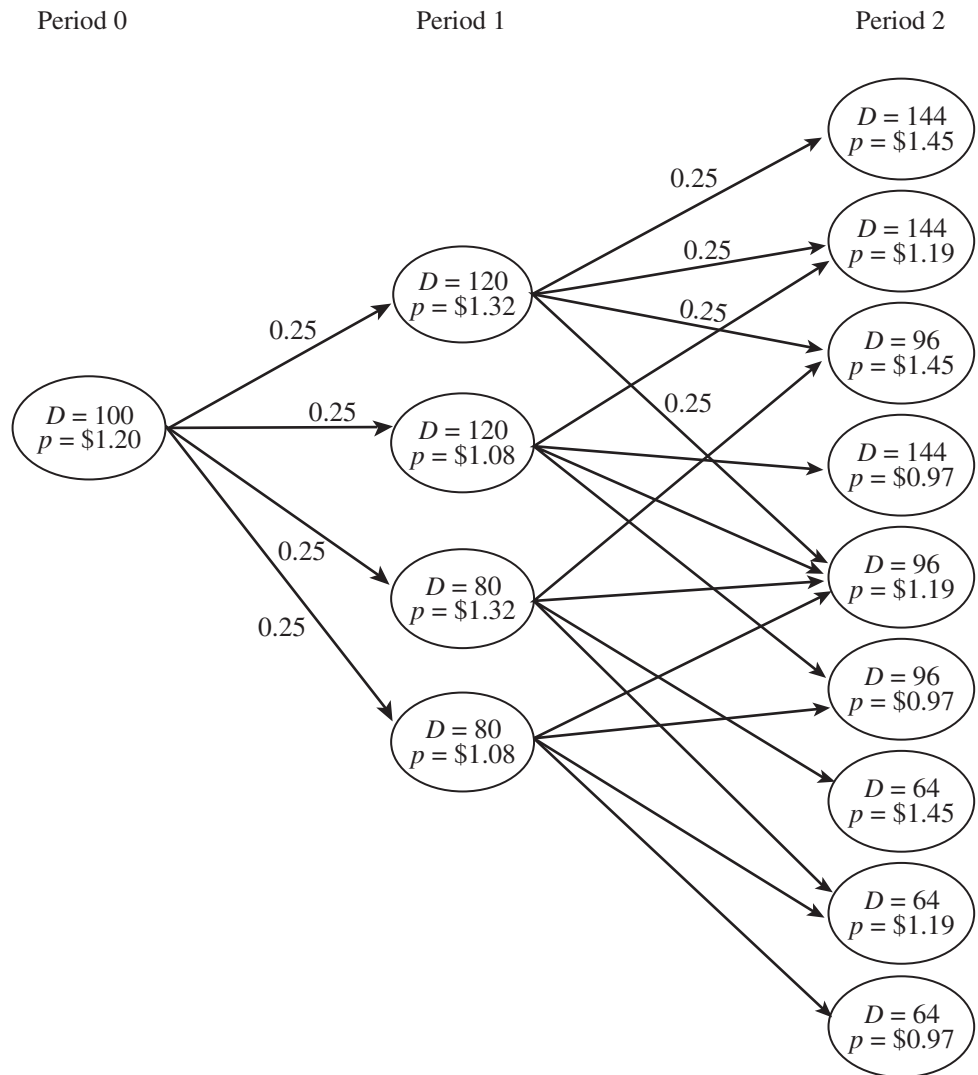 Period 0
Period 1
Period 2
D = 100
p = $1.20
0.25
0.25
0.25
0.25
D = 120
p = $1.32
D = 120
p = $1.08
D = 80
p = $1.32
D = 80
p = $1.08
0.25
0.25
0.25
0.25
D = 144
p = $1.45
D = 144
p = $1.19
D = 96
p = $1.45
D = 144
p = $0.97
D = 96
p = $1.19
D = 96
p = $0.97
D = 64
p = $1.45
D = 64
p = $1.19
D = 64
p = $0.97